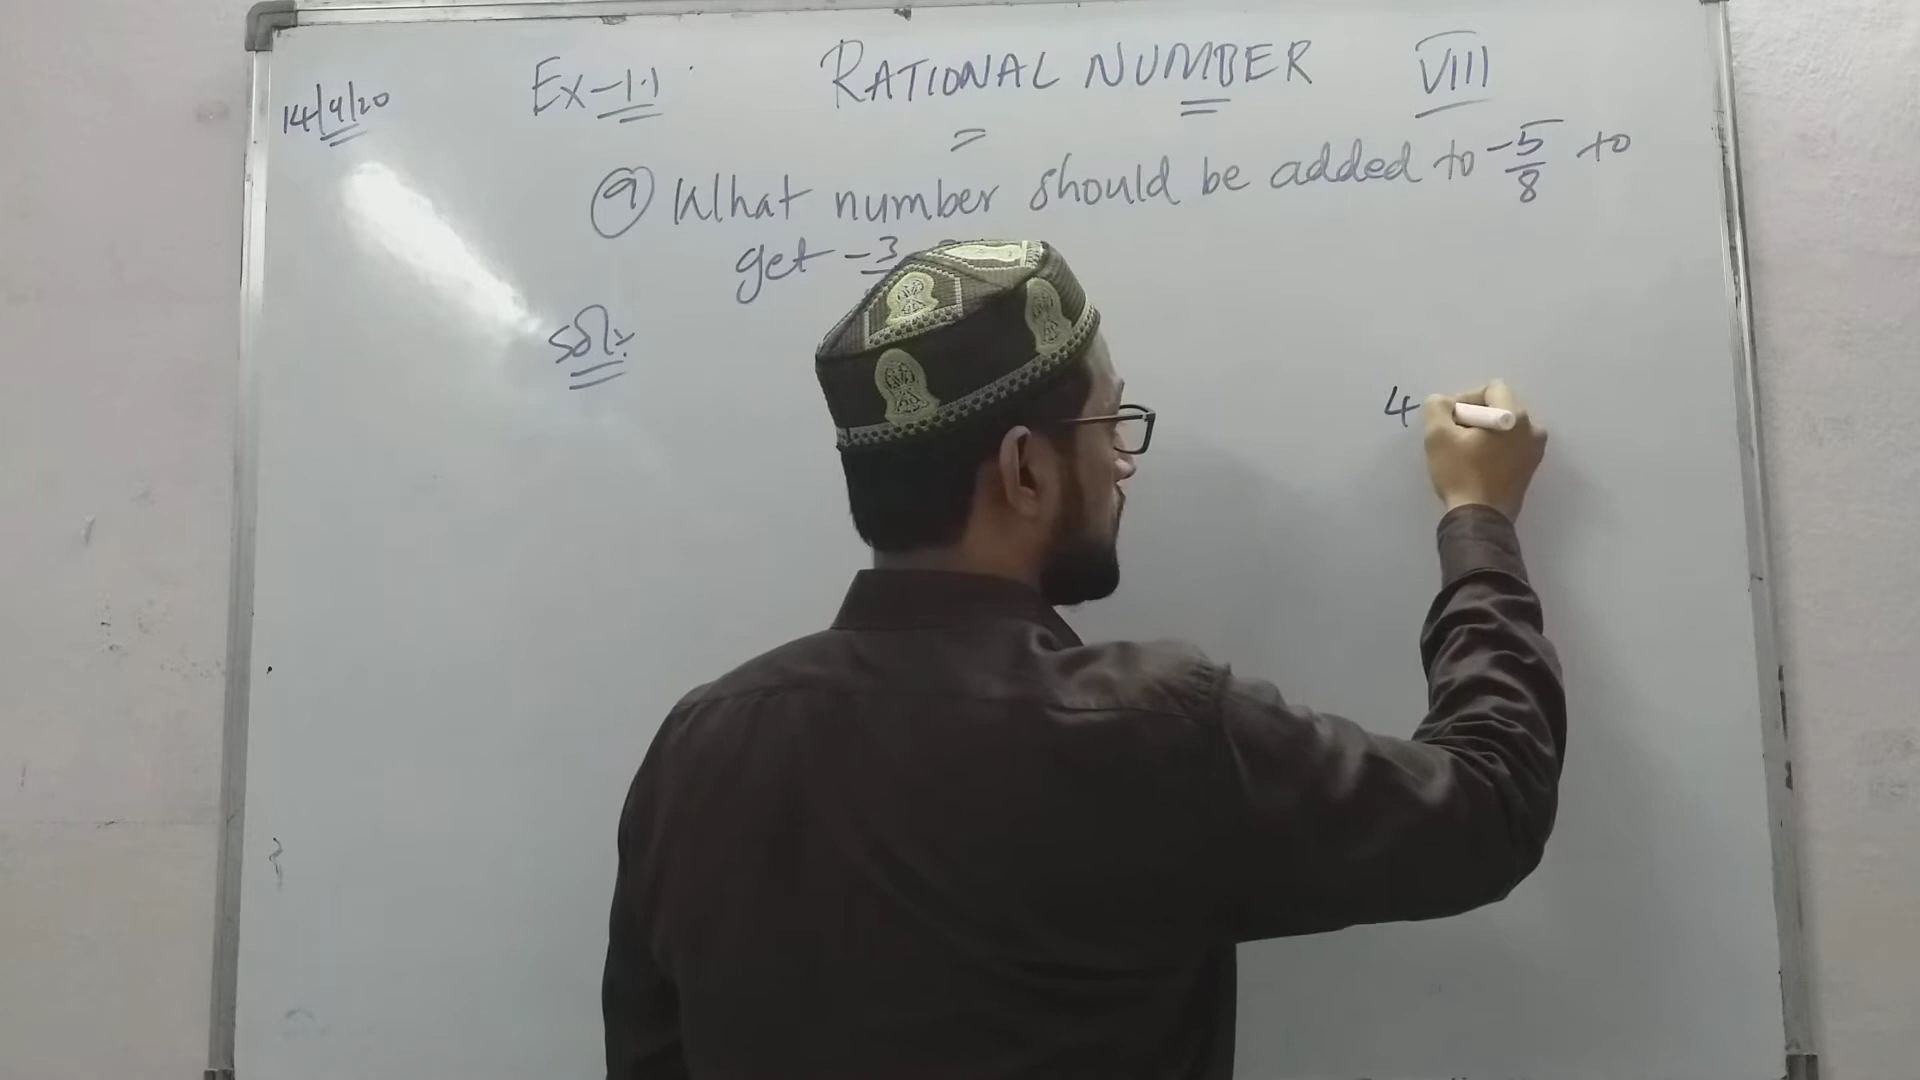 14/4/20 Ex-1.1 RATIONAL NUMBER VIII
9 What number should be added to -5/8 to
get -3
Sol:
4